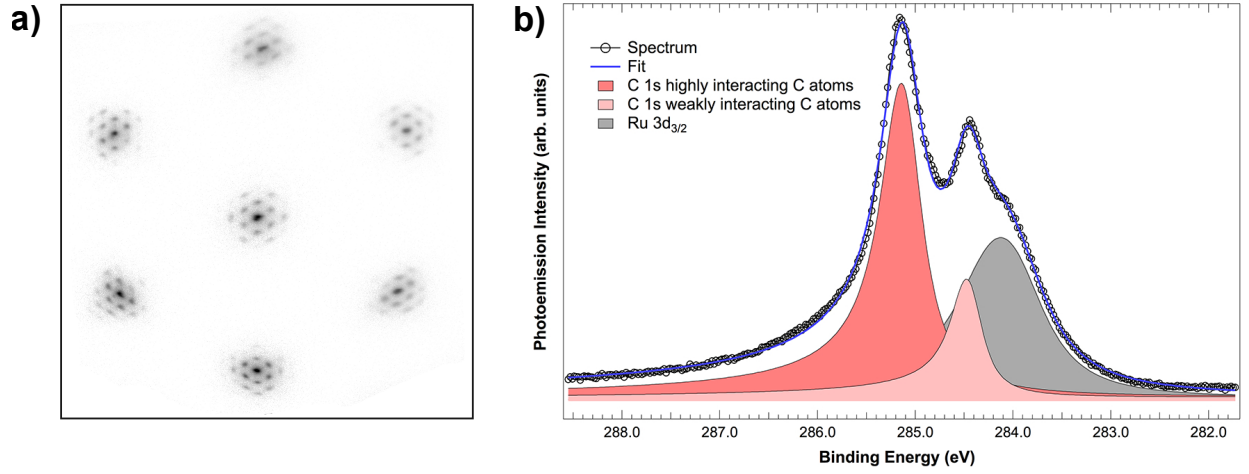 a)
b)
Spectrum
Fit
C 1s highly interacting C atoms
C 1s weakly interacting C atoms
Ru 3d3/2
Photoemission Intensity (arb. units)
288.0 287.0 286.0 285.0 284.0 283.0 282.0
Binding Energy (eV)